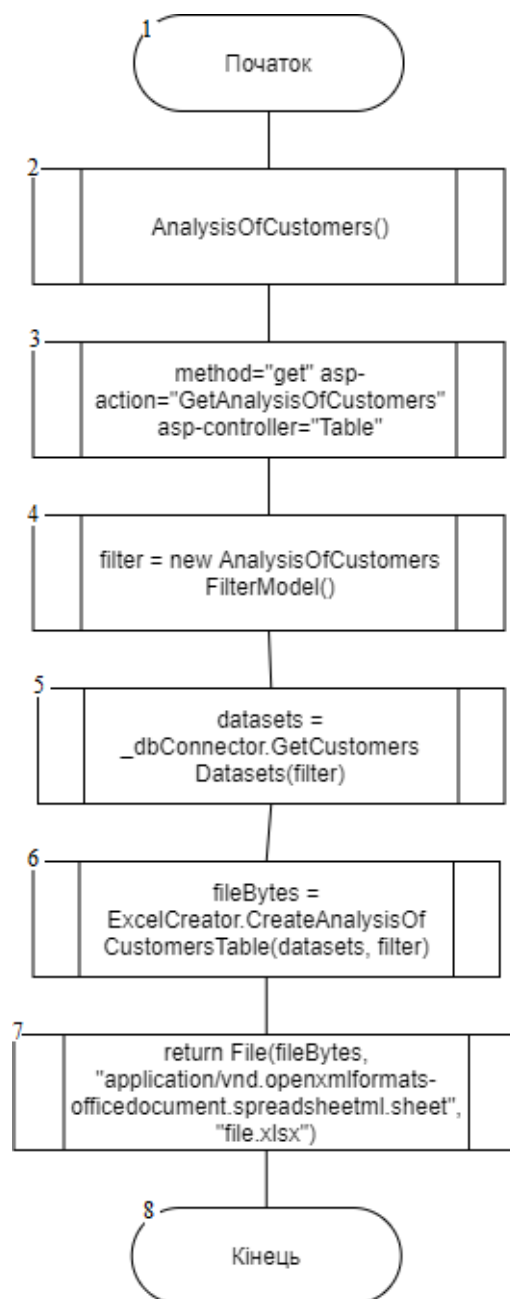 1
Початок
2
AnalysisOfCustomers()
3
method="get" asp-
action="GetAnalysisOfCustomers"
asp-controller="Table"
4
filter = new AnalysisOfCustomers
FilterModel()
5
datasets =
_dbConnector.GetCustomers
Datasets(filter)
6
fileBytes =
ExcelCreator.CreateAnalysisOf
CustomersTable(datasets, filter)
7
return File(fileBytes,
"application/vnd.openxmlformats-
officedocument.spreadsheetml.sheet",
"file.xlsx")
8
Кінець